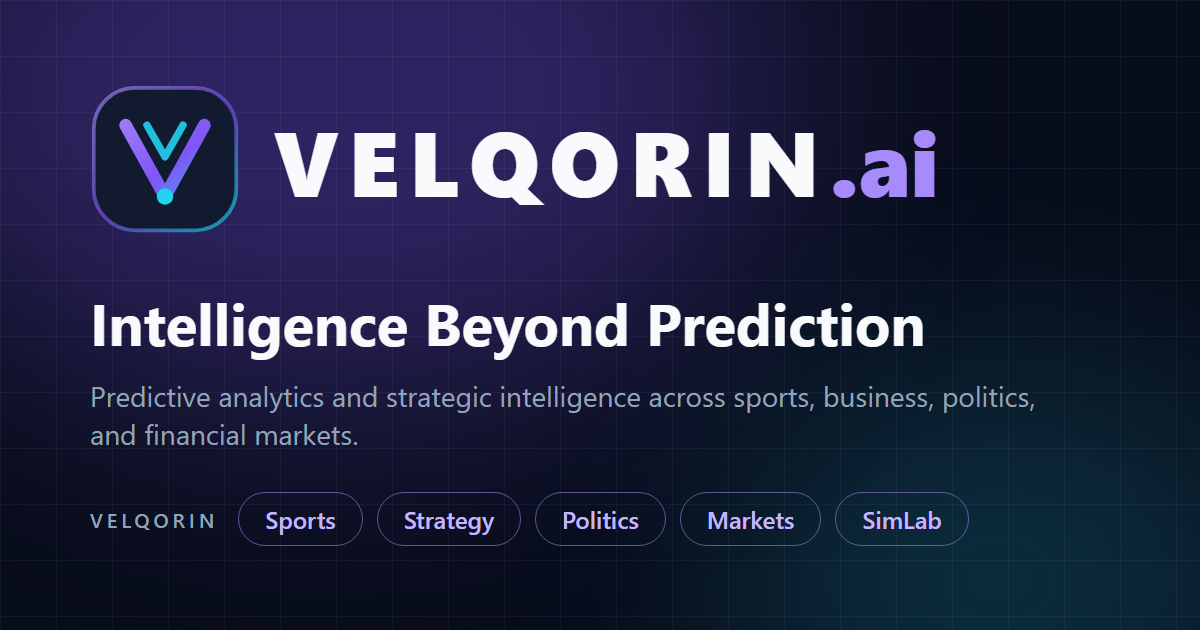 VELQORIN.ai
Intelligence Beyond Prediction
Predictive analytics and strategic intelligence across sports, business, politics,
and financial markets.
VELQORIN Sports Strategy Politics Markets SimLab